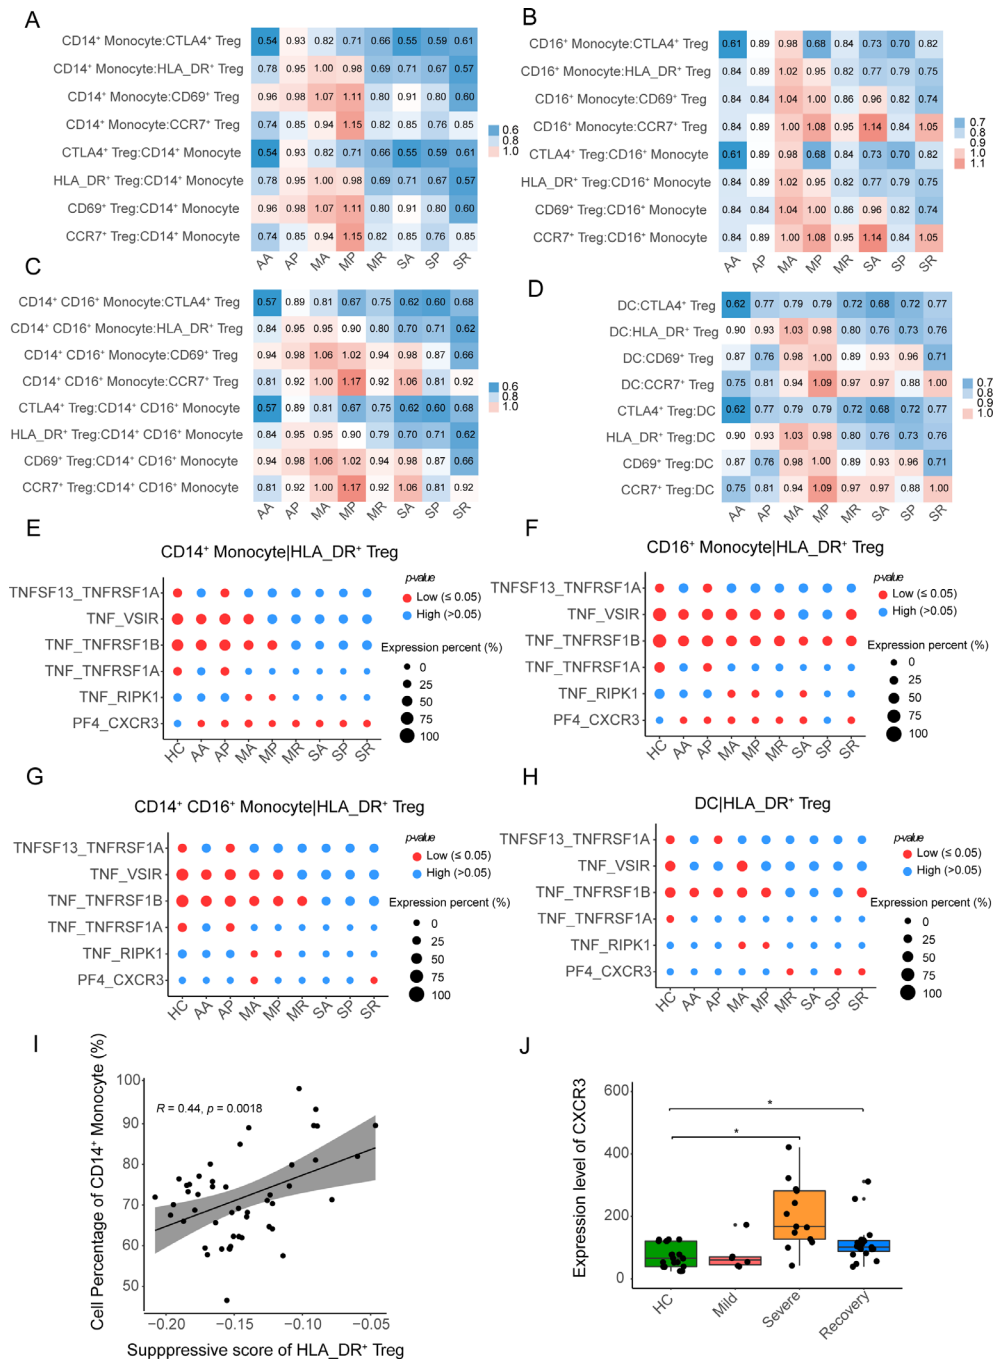 A
CD14⁺ Monocyte:CTLA4⁺ Treg 0.54 0.93 0.82 0.71 0.66 0.55 0.59 0.61
CD14⁺ Monocyte:HLA_DR⁺ Treg 0.78 0.95 1.00 0.98 0.69 0.71 0.67 0.57
CD14⁺ Monocyte:CD69⁺ Treg 0.96 0.98 1.07 1.11 0.80 0.91 0.80 0.60
CD14⁺ Monocyte:CCR7⁺ Treg 0.74 0.85 0.94 1.15 0.82 0.85 0.76 0.85
CTLA4⁺ Treg:CD14⁺ Monocyte 0.54 0.93 0.82 0.71 0.66 0.55 0.59 0.61
HLA_DR⁺ Treg:CD14⁺ Monocyte 0.78 0.95 1.00 0.98 0.69 0.71 0.67 0.57
CD69⁺ Treg:CD14⁺ Monocyte 0.96 0.98 1.07 1.11 0.80 0.91 0.80 0.60
CCR7⁺ Treg:CD14⁺ Monocyte 0.74 0.85 0.94 1.15 0.82 0.85 0.76 0.85
AA AP MA MP MR SA SP SR
0.6
0.8
1.0
B
CD16⁺ Monocyte:CTLA4⁺ Treg 0.61 0.89 0.98 0.68 0.84 0.73 0.70 0.82
CD16⁺ Monocyte:HLA_DR⁺ Treg 0.84 0.89 1.02 0.95 0.82 0.77 0.79 0.75
CD16⁺ Monocyte:CD69⁺ Treg 0.84 0.84 1.04 1.00 0.86 0.96 0.82 0.74
CD16⁺ Monocyte:CCR7⁺ Treg 0.84 0.89 1.00 1.08 0.95 1.14 0.84 1.05
CTLA4⁺ Treg:CD16⁺ Monocyte 0.61 0.89 0.98 0.68 0.84 0.73 0.70 0.82
HLA_DR⁺ Treg:CD16⁺ Monocyte 0.84 0.89 1.02 0.95 0.82 0.77 0.79 0.75
CD69⁺ Treg:CD16⁺ Monocyte 0.84 0.84 1.04 1.00 0.86 0.96 0.82 0.74
CCR7⁺ Treg:CD16⁺ Monocyte 0.84 0.89 1.00 1.08 0.95 1.14 0.84 1.05
AA AP MA MP MR SA SP SR
0.7
0.8
0.9
1.0
1.1
C
CD14⁺ CD16⁺ Monocyte:CTLA4⁺ Treg 0.57 0.89 0.81 0.67 0.75 0.62 0.60 0.68
CD14⁺ CD16⁺ Monocyte:HLA_DR⁺ Treg 0.84 0.95 0.95 0.90 0.80 0.70 0.71 0.62
CD14⁺ CD16⁺ Monocyte:CD69⁺ Treg 0.94 0.98 1.06 1.02 0.94 0.98 0.87 0.66
CD14⁺ CD16⁺ Monocyte:CCR7⁺ Treg 0.81 0.92 1.00 1.17 0.92 1.06 0.81 0.92
CTLA4⁺ Treg:CD14⁺ CD16⁺ Monocyte 0.57 0.89 0.81 0.67 0.75 0.62 0.60 0.68
HLA_DR⁺ Treg:CD14⁺ CD16⁺ Monocyte 0.84 0.95 0.95 0.90 0.79 0.70 0.71 0.62
CD69⁺ Treg:CD14⁺ CD16⁺ Monocyte 0.94 0.98 1.06 1.02 0.94 0.98 0.87 0.66
CCR7⁺ Treg:CD14⁺ CD16⁺ Monocyte 0.81 0.92 1.00 1.17 0.92 1.06 0.81 0.92
AA AP MA MP MR SA SP SR
0.6
0.8
1.0
D
DC:CTLA4⁺ Treg 0.62 0.77 0.79 0.79 0.72 0.68 0.72 0.77
DC:HLA_DR⁺ Treg 0.90 0.93 1.03 0.98 0.80 0.76 0.73 0.76
DC:CD69⁺ Treg 0.87 0.76 0.98 1.00 0.89 0.93 0.96 0.71
DC:CCR7⁺ Treg 0.75 0.81 0.94 1.09 0.97 0.97 0.88 1.00
CTLA4⁺ Treg:DC 0.62 0.77 0.79 0.79 0.72 0.68 0.72 0.77
HLA_DR⁺ Treg:DC 0.90 0.93 1.03 0.98 0.80 0.76 0.73 0.76
CD69⁺ Treg:DC 0.87 0.76 0.98 1.00 0.89 0.93 0.96 0.71
CCR7⁺ Treg:DC 0.75 0.81 0.94 1.09 0.97 0.97 0.88 1.00
AA AP MA MP MR SA SP SR
0.7
0.8
0.9
1.0
E
CD14⁺ Monocyte|HLA_DR⁺ Treg
TNFSF13_TNFRSF1A
TNF_VSIR
TNF_TNFRSF1B
TNF_TNFRSF1A
TNF_RIPK1
PF4_CXCR3
HC AA AP MA MP MR SA SP SR
p-value
Low (≤ 0.05)
High (>0.05)
Expression percent (%)
0
25
50
75
100
F
CD16⁺ Monocyte|HLA_DR⁺ Treg
TNFSF13_TNFRSF1A
TNF_VSIR
TNF_TNFRSF1B
TNF_TNFRSF1A
TNF_RIPK1
PF4_CXCR3
HC AA AP MA MP MR SA SP SR
p-value
Low (≤ 0.05)
High (>0.05)
Expression percent (%)
0
25
50
75
100
G
CD14⁺ CD16⁺ Monocyte|HLA_DR⁺ Treg
TNFSF13_TNFRSF1A
TNF_VSIR
TNF_TNFRSF1B
TNF_TNFRSF1A
TNF_RIPK1
PF4_CXCR3
HC AA AP MA MP MR SA SP SR
p-value
Low (≤ 0.05)
High (>0.05)
Expression percent (%)
0
25
50
75
100
H
DC|HLA_DR⁺ Treg
TNFSF13_TNFRSF1A
TNF_VSIR
TNF_TNFRSF1B
TNF_TNFRSF1A
TNF_RIPK1
PF4_CXCR3
HC AA AP MA MP MR SA SP SR
p-value
Low (≤ 0.05)
High (>0.05)
Expression percent (%)
0
25
50
75
100
I
Cell Percentage of CD14⁺ Monocyte (%)
100
90
80
70
60
50
R = 0.44, p = 0.0018
−0.20 −0.15 −0.10 −0.05
Supppressive score of HLA_DR⁺ Treg
J
Expression level of CXCR3
600
400
200
0
*
*
HC Mild Severe Recovery